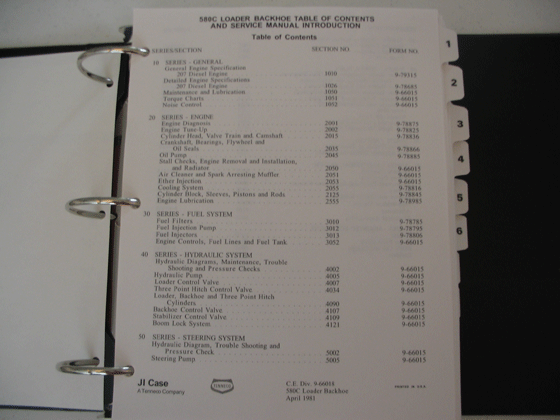 580C LOADER BACKHOE TABLE OF CONTENTS
AND SERVICE MANUAL INTRODUCTION
Table of Contents
SERIES/SECTION SECTION NO. FORM NO.
10 SERIES - GENERAL
General Engine Specification
207 Diesel Engine 1010 9-78315
Detailed Engine Specifications
207 Diesel Engine 1026 9-78685
Maintenance and Lubrication 1050 9-66015
Torque Charts 1051 9-66015
Noise Control 1052 9-66015
20 SERIES - ENGINE
Engine Diagnosis 2001 9-78875
Engine Tune-Up 2002 9-78825
Cylinder Head, Valve Train and Camshaft 2015 9-78836
Crankshaft, Bearings, Flywheel and
Oil Seals 2035 9-78866
Oil Pump 2045 9-78885
Stall Checks, Engine Removal and Installation,
and Radiator 2050 9-66015
Air Cleaner and Spark Arresting Muffler 2051 9-66015
Ether Injection 2053 9-66015
Cooling System 2055 9-78816
Cylinder Block, Sleeves, Pistons and Rods 2125 9-78895
Engine Lubrication 2555 9-78985
30 SERIES - FUEL SYSTEM
Fuel Filters 3010 9-78785
Fuel Injection Pump 3012 9-78795
Fuel Injectors 3013 9-78806
Engine Controls, Fuel Lines and Fuel Tank 3052 9-66015
40 SERIES - HYDRAULIC SYSTEM
Hydraulic Diagrams, Maintenance, Trouble
Shooting and Pressure Checks 4002 9-66015
Hydraulic Pump 4005 9-66015
Loader Control Valve 4007 9-66015
Three Point Hitch Control Valve 4034 9-66015
Loader, Backhoe and Three Point Hitch
Cylinders 4090 9-66015
Backhoe Control Valve 4107 9-66015
Stabilizer Control Valve 4109 9-66015
Boom Lock System 4121 9-66015
50 SERIES - STEERING SYSTEM
Hydraulic Diagram, Trouble Shooting and
Pressure Check 5002 9-66015
Steering Pump 5005 9-66015
JI Case
A Tenneco Company
C.E. Div. 9-66014
580C Loader Backhoe
April 1981
PRINTED IN U.S.A.
1
2
3
4
5
6